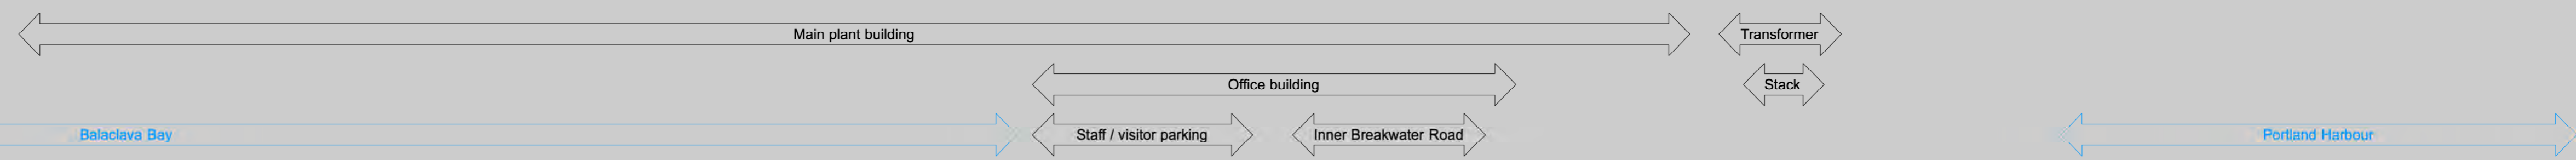 Main plant building
Transformer
Office building
Stack
Balaclava Bay
Staff / visitor parking
Inner Breakwater Road
Portland Harbour